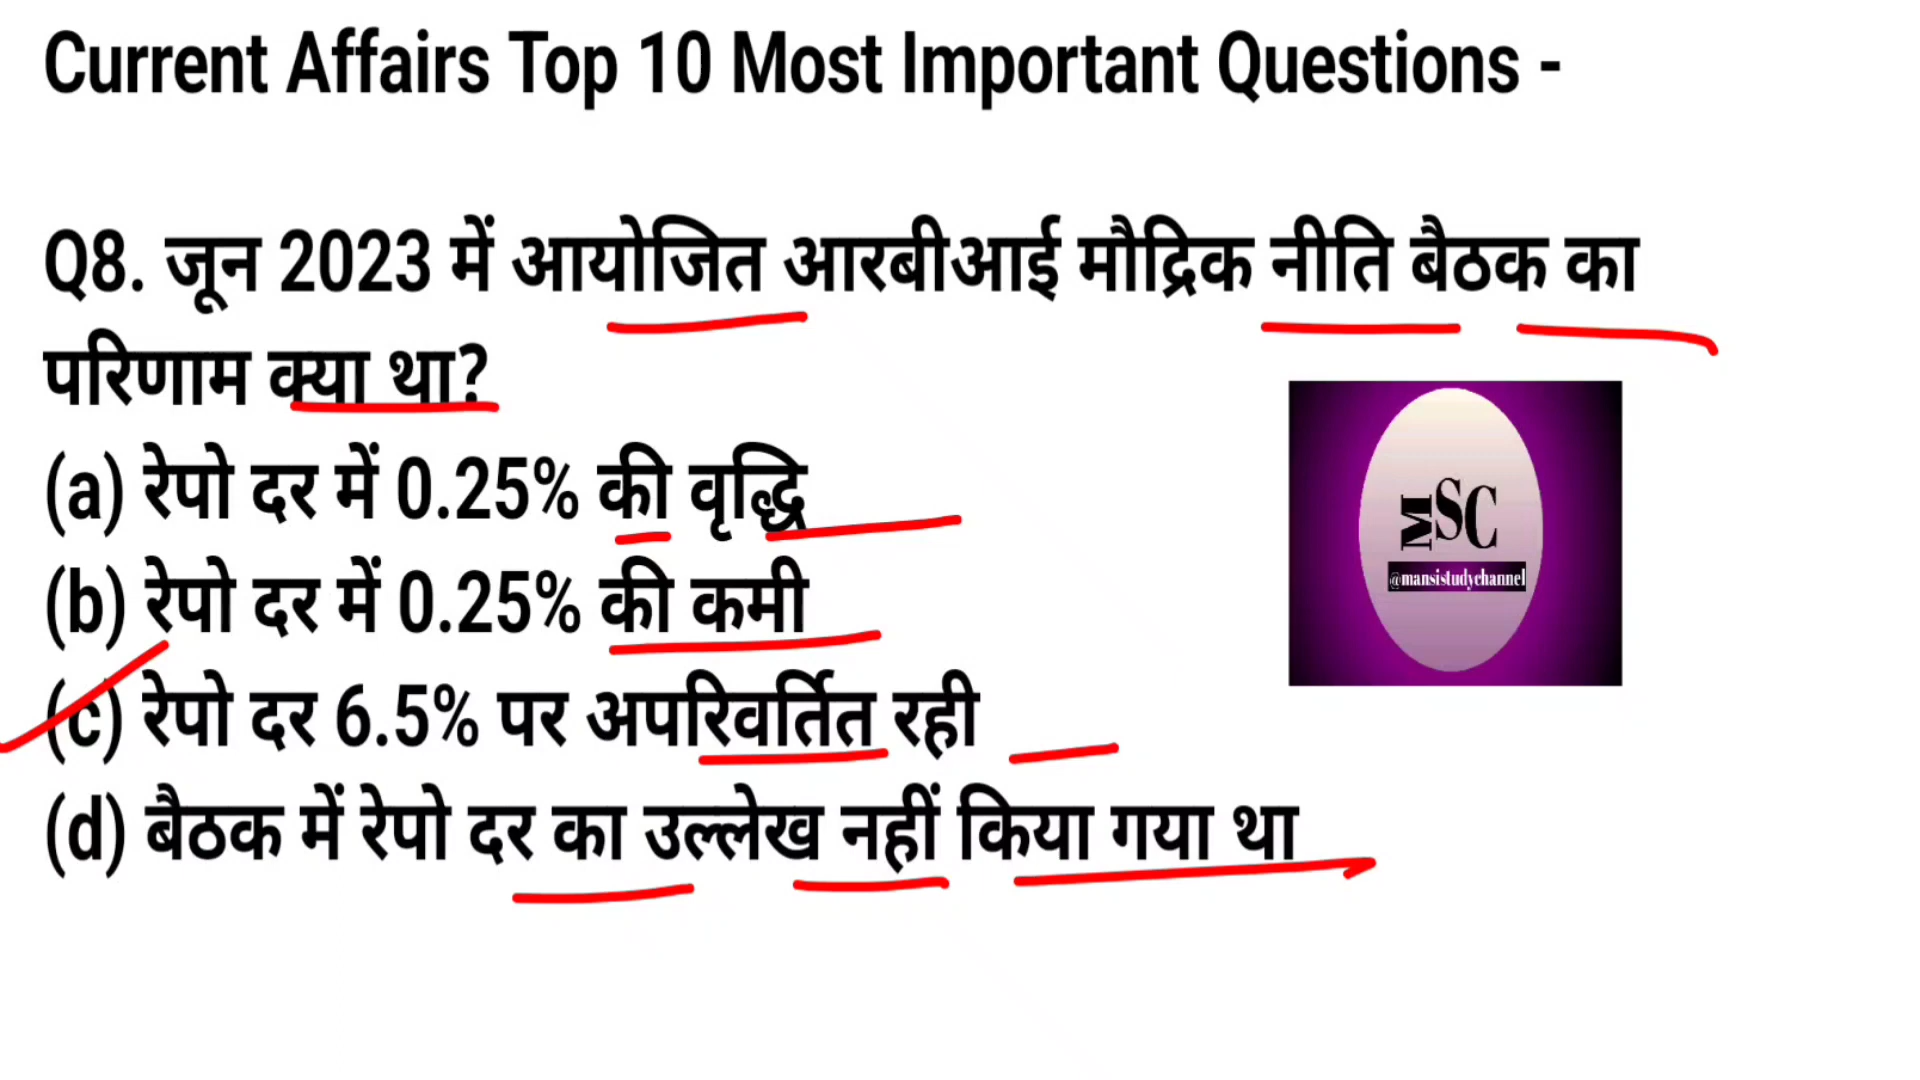 Current Affairs Top 10 Most Important Questions -
Q8. जून 2023 में आयोजित आरबीआई मौद्रिक नीति बैठक का
परिणाम क्या था?
(a) रेपो दर में 0.25% की वृद्धि
(b) रेपो दर में 0.25% की कमी
(c) रेपो दर 6.5% पर अपरिवर्तित रही
(d) बैठक में रेपो दर का उल्लेख नहीं किया गया था
MSC
@mansistudychannel